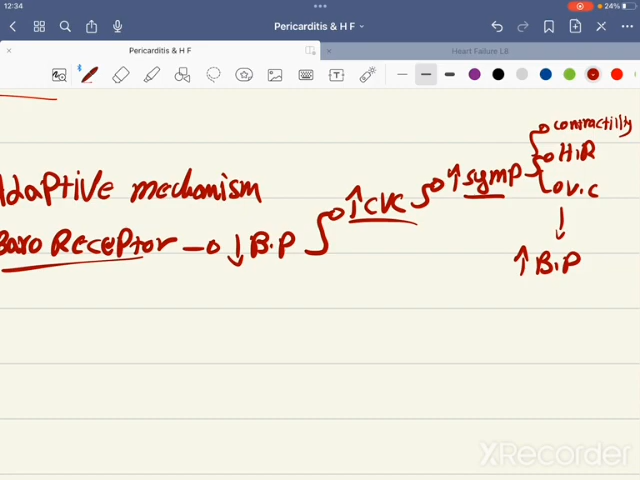 12:34
24%
Pericarditis & H F
Pericarditis & H F
Heart Failure L8
Adaptive mechanism
Baro Receptor → ↓ B.P
↑ CVC
↑ symp
contractility
H.R
V.C
↑ B.P
XRecorder